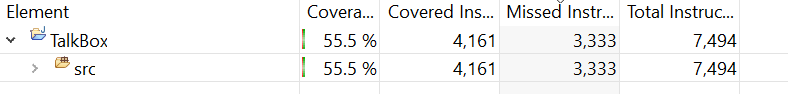 Element Covera... Covered Ins... Missed Instr... Total Instruc...
TalkBox 55.5 % 4,161 3,333 7,494
src 55.5 % 4,161 3,333 7,494